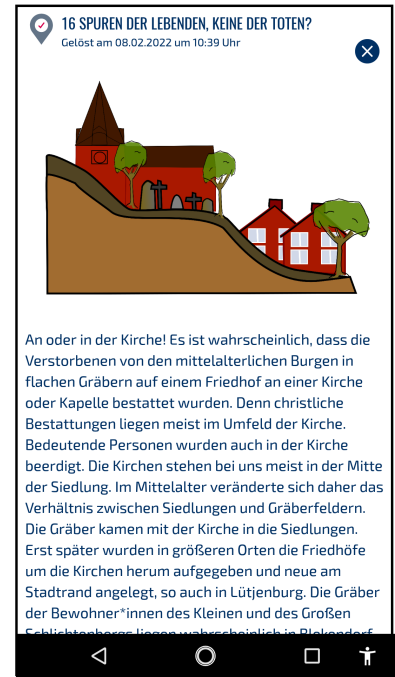 16 SPUREN DER LEBENDEN, KEINE DER TOTEN?
Gelöst am 08.02.2022 um 10:39 Uhr
An oder in der Kirche! Es ist wahrscheinlich, dass die
Verstorbenen von den mittelalterlichen Burgen in
flachen Gräbern auf einem Friedhof an einer Kirche
oder Kapelle bestattet wurden. Denn christliche
Bestattungen liegen meist im Umfeld der Kirche.
Bedeutende Personen wurden auch in der Kirche
beerdigt. Die Kirchen stehen bei uns meist in der Mitte
der Siedlung. Im Mittelalter veränderte sich daher das
Verhältnis zwischen Siedlungen und Gräberfeldern.
Die Gräber kamen mit der Kirche in die Siedlungen.
Erst später wurden in größeren Orten die Friedhöfe
um die Kirchen herum aufgegeben und neue am
Stadtrand angelegt, so auch in Lütjenburg. Die Gräber
der Bewohner*innen des Kleinen und des Großen
Schlichtenbergs liegen wahrscheinlich in Blekendorf